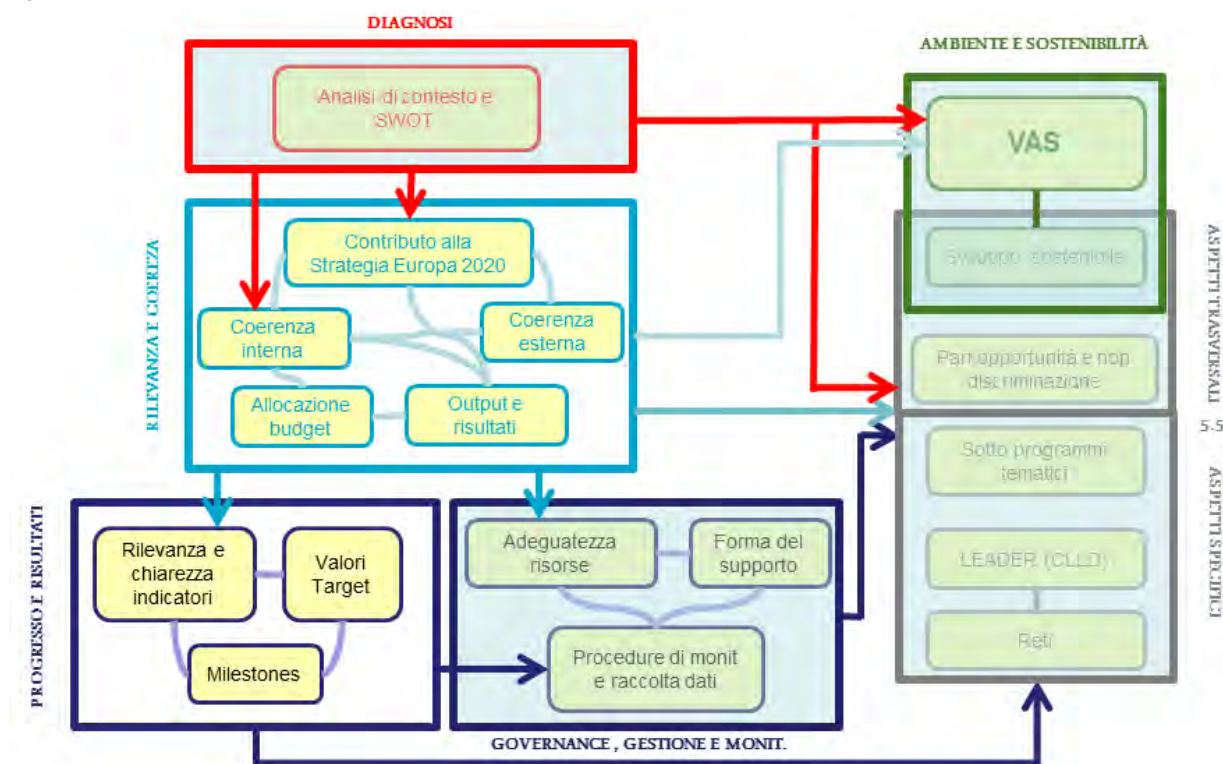 DIAGNOSI
AMBIENTE E SOSTENIBILITÀ
Analisi di contesto e
SWOT
VAS
Sviluppo sostenibile
RILEVANZA E COEREZA
Contributo alla
Strategia Europa 2020
Coerenza
interna
Coerenza
esterna
Allocazione
budget
Output e
risultati
Pari opportunità e non
discriminazione
ASPETTI TRASVERSALI
5.5
Sotto programmi
tematici
LEADER (CLLD)
Reti
ASPETTI SPECIFICI
PROGRESSO E RISULTATI
Rilevanza e
chiarezza
indicatori
Valori
Target
Milestones
Adeguatezza
risorse
Forma del
supporto
Procedure di monit
e raccolta dati
GOVERNANCE , GESTIONE E MONIT.